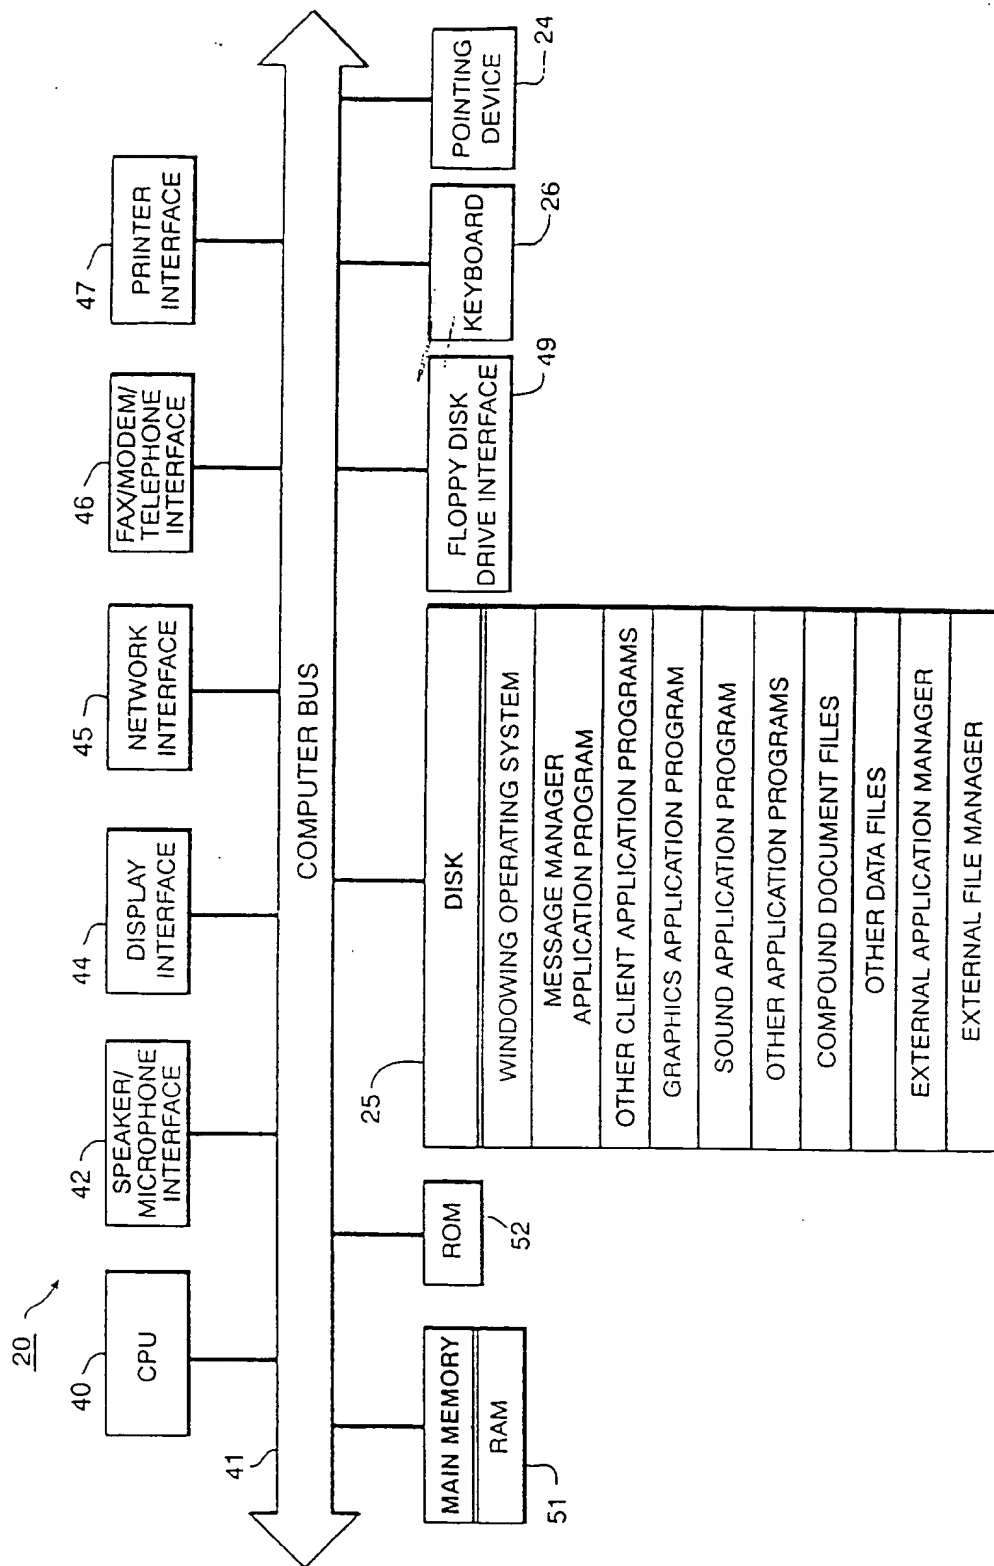 20
40
CPU
42
SPEAKER/
MICROPHONE
INTERFACE
44
DISPLAY
INTERFACE
45
NETWORK
INTERFACE
46
FAX/MODEM/
TELEPHONE
INTERFACE
47
PRINTER
INTERFACE
41
COMPUTER BUS
MAIN MEMORY
RAM
51
ROM
52
25
DISK
WINDOWING OPERATING SYSTEM
MESSAGE MANAGER
APPLICATION PROGRAM
OTHER CLIENT APPLICATION PROGRAMS
GRAPHICS APPLICATION PROGRAM
SOUND APPLICATION PROGRAM
OTHER APPLICATION PROGRAMS
COMPOUND DOCUMENT FILES
OTHER DATA FILES
EXTERNAL APPLICATION MANAGER
EXTERNAL FILE MANAGER
FLOPPY DISK
DRIVE INTERFACE
49
KEYBOARD
26
POINTING
DEVICE
24